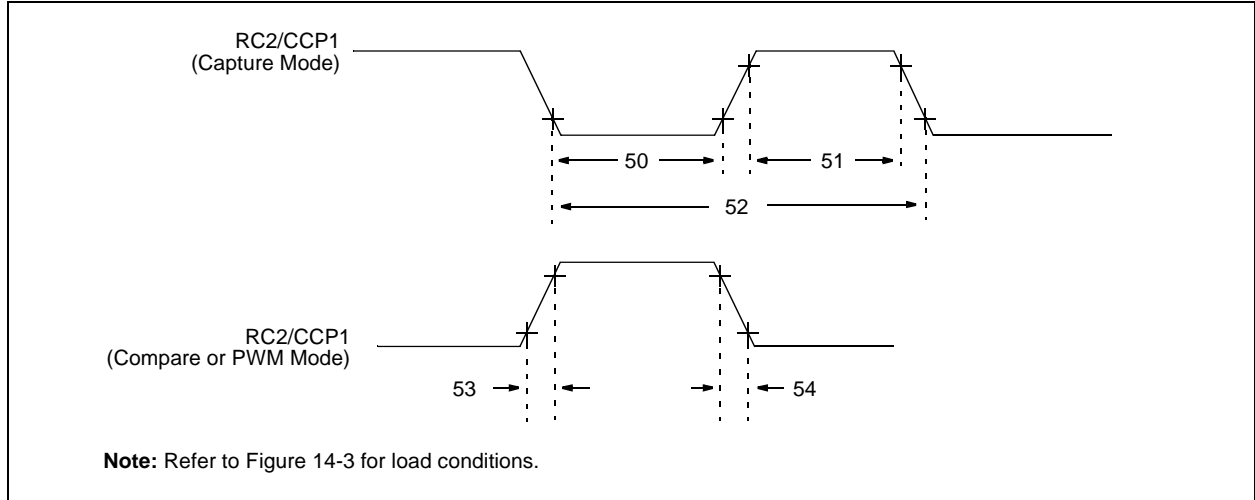 RC2/CCP1
(Capture Mode)
50
51
52
RC2/CCP1
(Compare or PWM Mode)
53
54
Note: Refer to Figure 14-3 for load conditions.